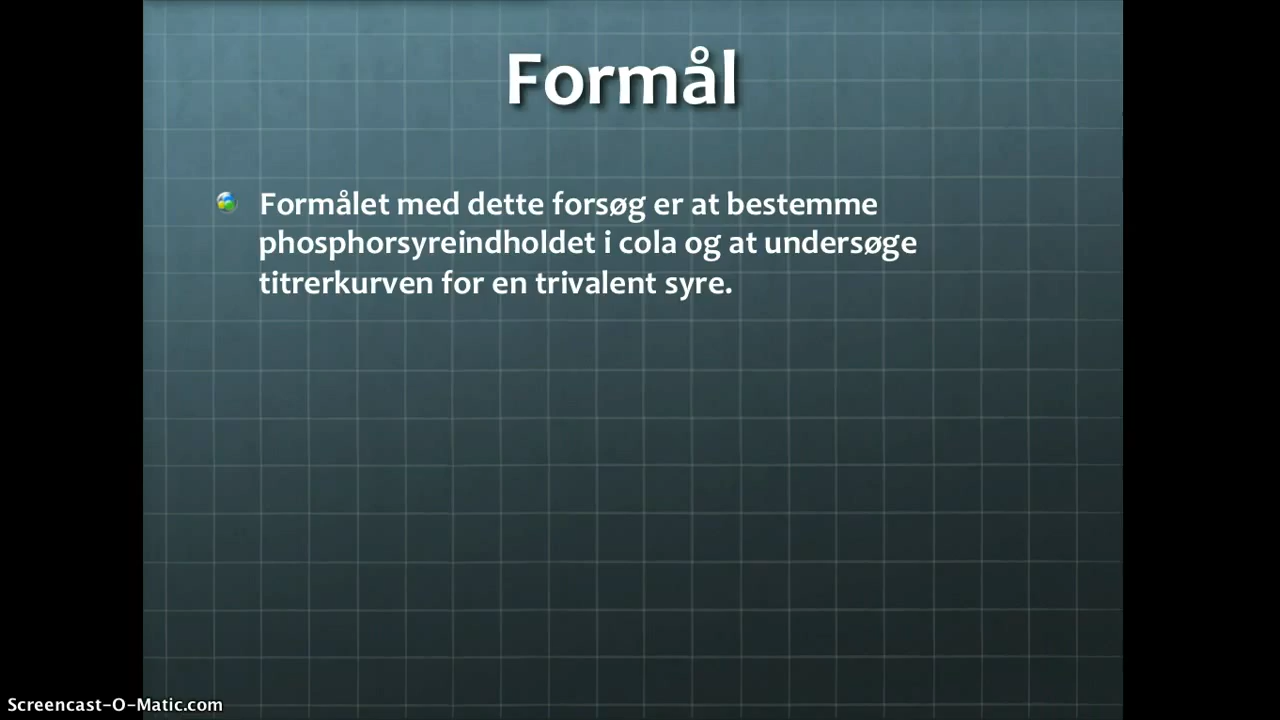 Formål
Formålet med dette forsøg er at bestemme
phosphorsyreindholdet i cola og at undersøge
titrerkurven for en trivalent syre.
Screencast-O-Matic.com